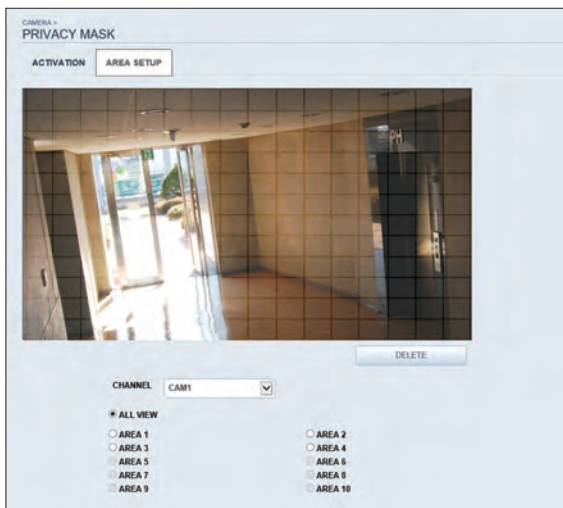 CAMERA >
PRIVACY MASK
ACTIVATION AREA SETUP
PH
DELETE
CHANNEL CAM1
ALL VIEW
AREA 1 AREA 2
AREA 3 AREA 4
AREA 5 AREA 6
AREA 7 AREA 8
AREA 9 AREA 10